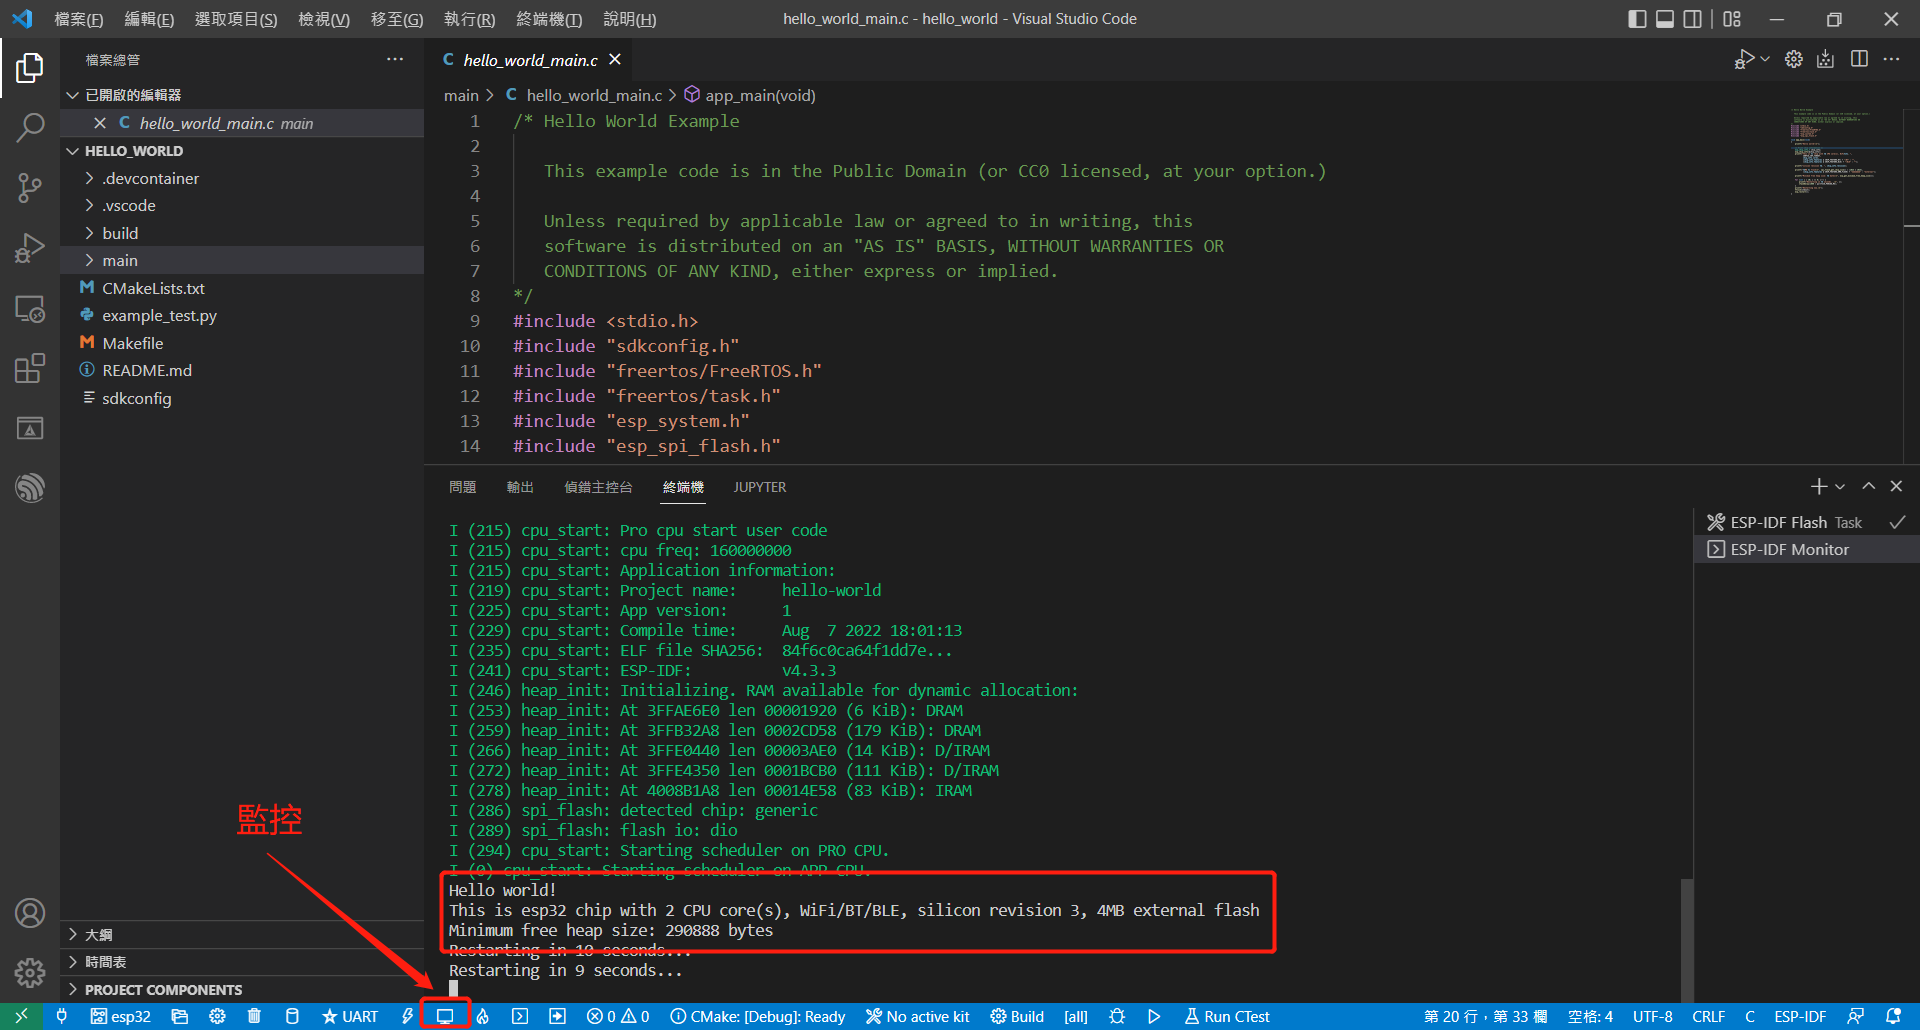 檔案(F) 編輯(E) 選取項目(S) 檢視(V) 移至(G) 執行(R) 終端機(T) 說明(H)
hello_world_main.c - hello_world - Visual Studio Code
檔案總管
已開啟的編輯器
C hello_world_main.c main
HELLO_WORLD
.devcontainer
.vscode
build
main
CMakeLists.txt
example_test.py
Makefile
README.md
sdkconfig
大綱
時間表
PROJECT COMPONENTS
監控
C hello_world_main.c
main > C hello_world_main.c > app_main(void)
1 /* Hello World Example
2
3 This example code is in the Public Domain (or CC0 licensed, at your option.)
4
5 Unless required by applicable law or agreed to in writing, this
6 software is distributed on an "AS IS" BASIS, WITHOUT WARRANTIES OR
7 CONDITIONS OF ANY KIND, either express or implied.
8 */
9 #include <stdio.h>
10 #include "sdkconfig.h"
11 #include "freertos/FreeRTOS.h"
12 #include "freertos/task.h"
13 #include "esp_system.h"
14 #include "esp_spi_flash.h"
問題 輸出 偵錯主控台 終端機 JUPYTER
I (215) cpu_start: Pro cpu start user code
I (215) cpu_start: cpu freq: 160000000
I (215) cpu_start: Application information:
I (219) cpu_start: Project name: hello-world
I (225) cpu_start: App version: 1
I (229) cpu_start: Compile time: Aug 7 2022 18:01:13
I (235) cpu_start: ELF file SHA256: 84f6c0ca64f1dd7e...
I (241) cpu_start: ESP-IDF: v4.3.3
I (246) heap_init: Initializing. RAM available for dynamic allocation:
I (253) heap_init: At 3FFAE6E0 len 00001920 (6 KiB): DRAM
I (259) heap_init: At 3FFB32A8 len 0002CD58 (179 KiB): DRAM
I (266) heap_init: At 3FFE0440 len 00003AE0 (14 KiB): D/IRAM
I (272) heap_init: At 3FFE4350 len 0001BCB0 (111 KiB): D/IRAM
I (278) heap_init: At 4008B1A8 len 00014E58 (83 KiB): IRAM
I (286) spi_flash: detected chip: generic
I (289) spi_flash: flash io: dio
I (294) cpu_start: Starting scheduler on PRO CPU.
I (0) cpu_start: Starting scheduler on APP CPU.
Hello world!
This is esp32 chip with 2 CPU core(s), WiFi/BT/BLE, silicon revision 3, 4MB external flash
Minimum free heap size: 290888 bytes
Restarting in 10 seconds...
Restarting in 9 seconds...
ESP-IDF Flash Task
ESP-IDF Monitor
esp32 UART 0 0 CMake: [Debug]: Ready No active kit Build [all] Run CTest 第 20 行，第 33 欄 空格: 4 UTF-8 CRLF C ESP-IDF